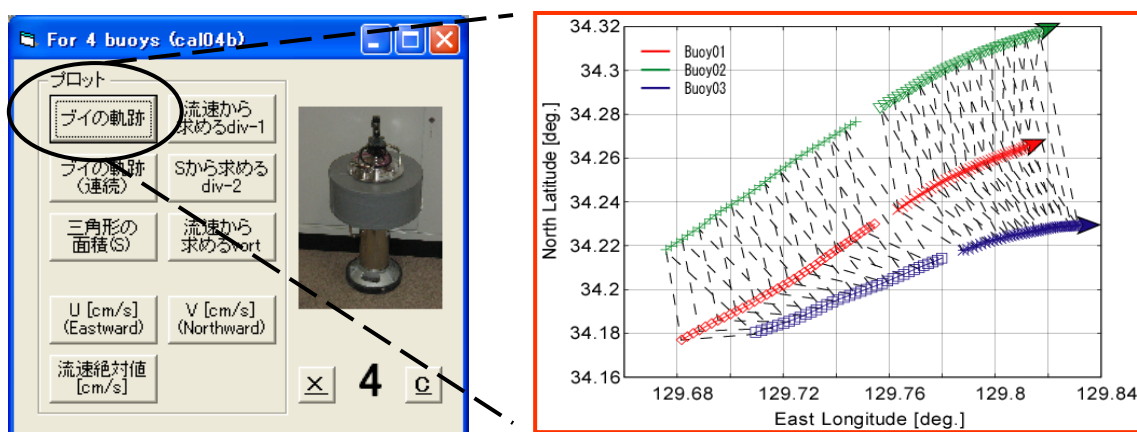 For 4 buoys (cal04b)
プロット
ブイの軌跡
流速から
求めるdiv-1
ブイの軌跡
(連続)
Sから求める
div-2
三角形の
面積(S)
流速から
求めるvort
U [cm/s]
(Eastward)
V [cm/s]
(Northward)
流速絶対値
[cm/s]
X
4
C
34.32
34.3
34.28
34.26
34.24
34.22
34.2
34.18
34.16
North Latitude [deg.]
Buoy01
Buoy02
Buoy03
129.68
129.72
129.76
129.8
129.84
East Longitude [deg.]